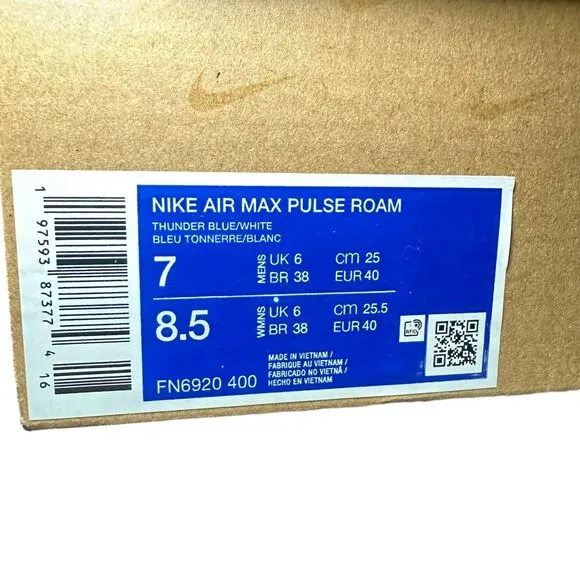 NIKE AIR MAX PULSE ROAM
THUNDER BLUE/WHITE
BLEU TONNERRE/BLANC
7 MENS UK 6 cm 25
BR 38 EUR 40
8.5 WMNS UK 6 cm 25.5
BR 38 EUR 40
FN6920 400
MADE IN VIETNAM /
FABRIQUE AU VIETNAM /
FABRICADO NO VIETNÃ /
HECHO EN VIETNAM
1 97593 87377 4 16